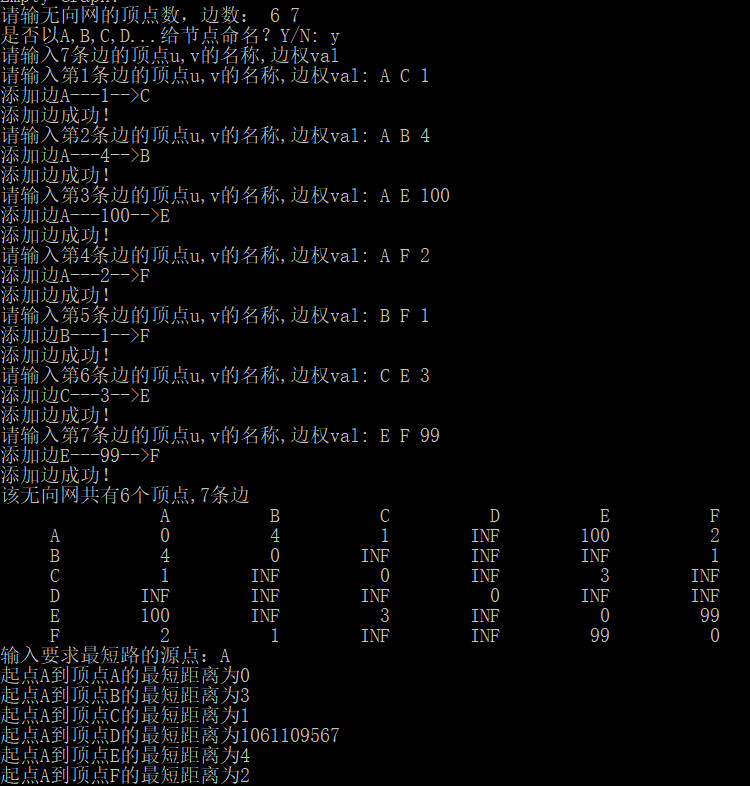 Empty Graph!
请输无向网的顶点数，边数： 6 7
是否以A,B,C,D...给节点命名？Y/N: y
请输入7条边的顶点u,v的名称,边权val
请输入第1条边的顶点u,v的名称,边权val: A C 1
添加边A---1-->C
添加边成功！
请输入第2条边的顶点u,v的名称,边权val: A B 4
添加边A---4-->B
添加边成功！
请输入第3条边的顶点u,v的名称,边权val: A E 100
添加边A---100-->E
添加边成功！
请输入第4条边的顶点u,v的名称,边权val: A F 2
添加边A---2-->F
添加边成功！
请输入第5条边的顶点u,v的名称,边权val: B F 1
添加边B---1-->F
添加边成功！
请输入第6条边的顶点u,v的名称,边权val: C E 3
添加边C---3-->E
添加边成功！
请输入第7条边的顶点u,v的名称,边权val: E F 99
添加边E---99-->F
添加边成功！
该无向网共有6个顶点,7条边
A B C D E F
A 0 4 1 INF 100 2
B 4 0 INF INF INF 1
C 1 INF 0 INF 3 INF
D INF INF INF 0 INF INF
E 100 INF 3 INF 0 99
F 2 1 INF INF 99 0
输入要求最短路的源点：A
起点A到顶点A的最短距离为0
起点A到顶点B的最短距离为3
起点A到顶点C的最短距离为1
起点A到顶点D的最短距离为1061109567
起点A到顶点E的最短距离为4
起点A到顶点F的最短距离为2